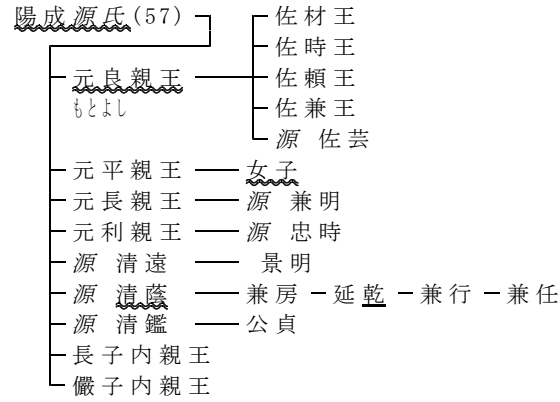 陽成源氏(57) 佐材王
佐時王
元良親王 佐頼王
もとよし 佐兼王
源 佐芸
元平親王 女子
元長親王 源 兼明
元利親王 源 忠時
源 清遠 景明
源 清蔭 兼房 延乾 兼行 兼任
源 清鑑 公貞
長子内親王
儼子内親王